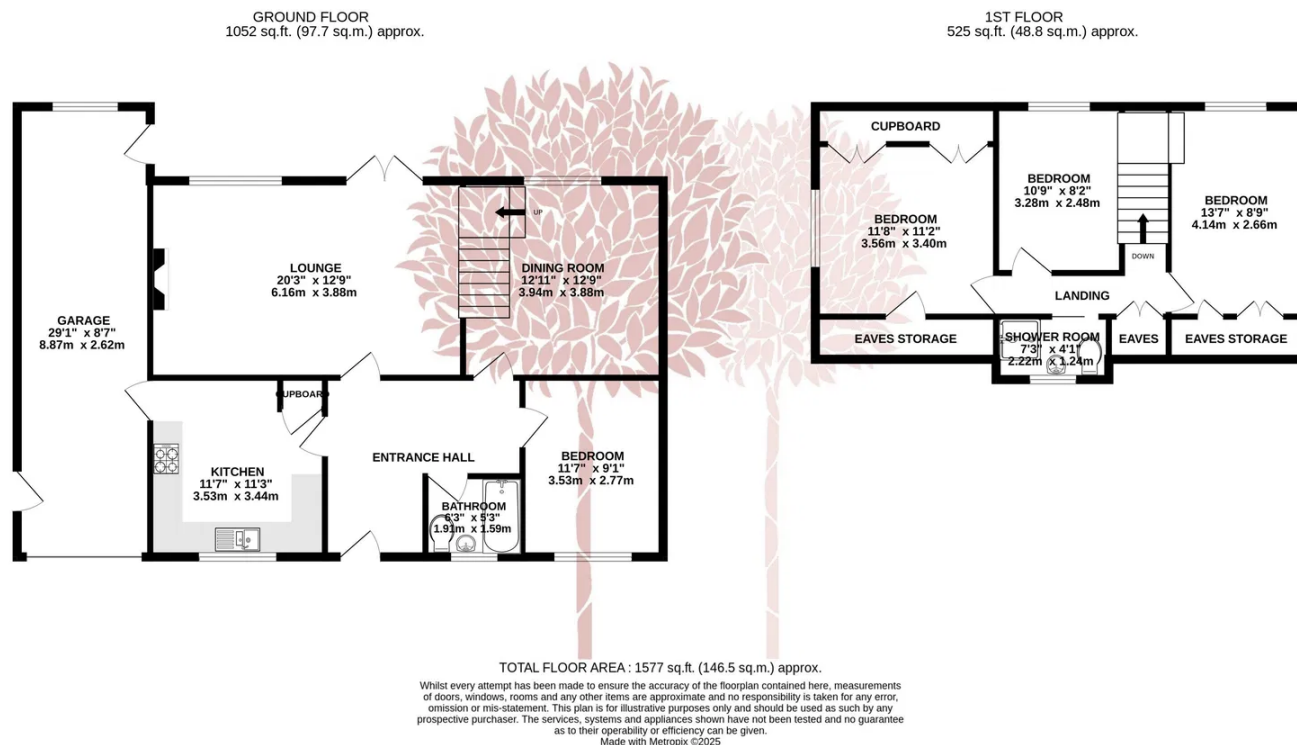 GROUND FLOOR
1052 sq.ft. (97.7 sq.m.) approx.
1ST FLOOR
525 sq.ft. (48.8 sq.m.) approx.
GARAGE
29'1" x 8'7"
8.87m x 2.62m
LOUNGE
20'3" x 12'9"
6.16m x 3.88m
UP
DINING ROOM
12'11" x 12'9"
3.94m x 3.88m
CUPBOARD
KITCHEN
11'7" x 11'3"
3.53m x 3.44m
ENTRANCE HALL
BATHROOM
6'3" x 5'3"
1.91m x 1.59m
BEDROOM
11'7" x 9'1"
3.53m x 2.77m
CUPBOARD
BEDROOM
11'8" x 11'2"
3.56m x 3.40m
BEDROOM
10'9" x 8'2"
3.28m x 2.48m
BEDROOM
13'7" x 8'9"
4.14m x 2.66m
DOWN
LANDING
EAVES STORAGE
SHOWER ROOM
7'3" x 4'1"
2.22m x 1.24m
EAVES
EAVES STORAGE
TOTAL FLOOR AREA : 1577 sq.ft. (146.5 sq.m.) approx.
Whilst every attempt has been made to ensure the accuracy of the floorplan contained here, measurements
of doors, windows, rooms and any other items are approximate and no responsibility is taken for any error,
omission or mis-statement. This plan is for illustrative purposes only and should be used as such by any
prospective purchaser. The services, systems and appliances shown have not been tested and no guarantee
as to their operability or efficiency can be given.
Made with Metropix ©2025